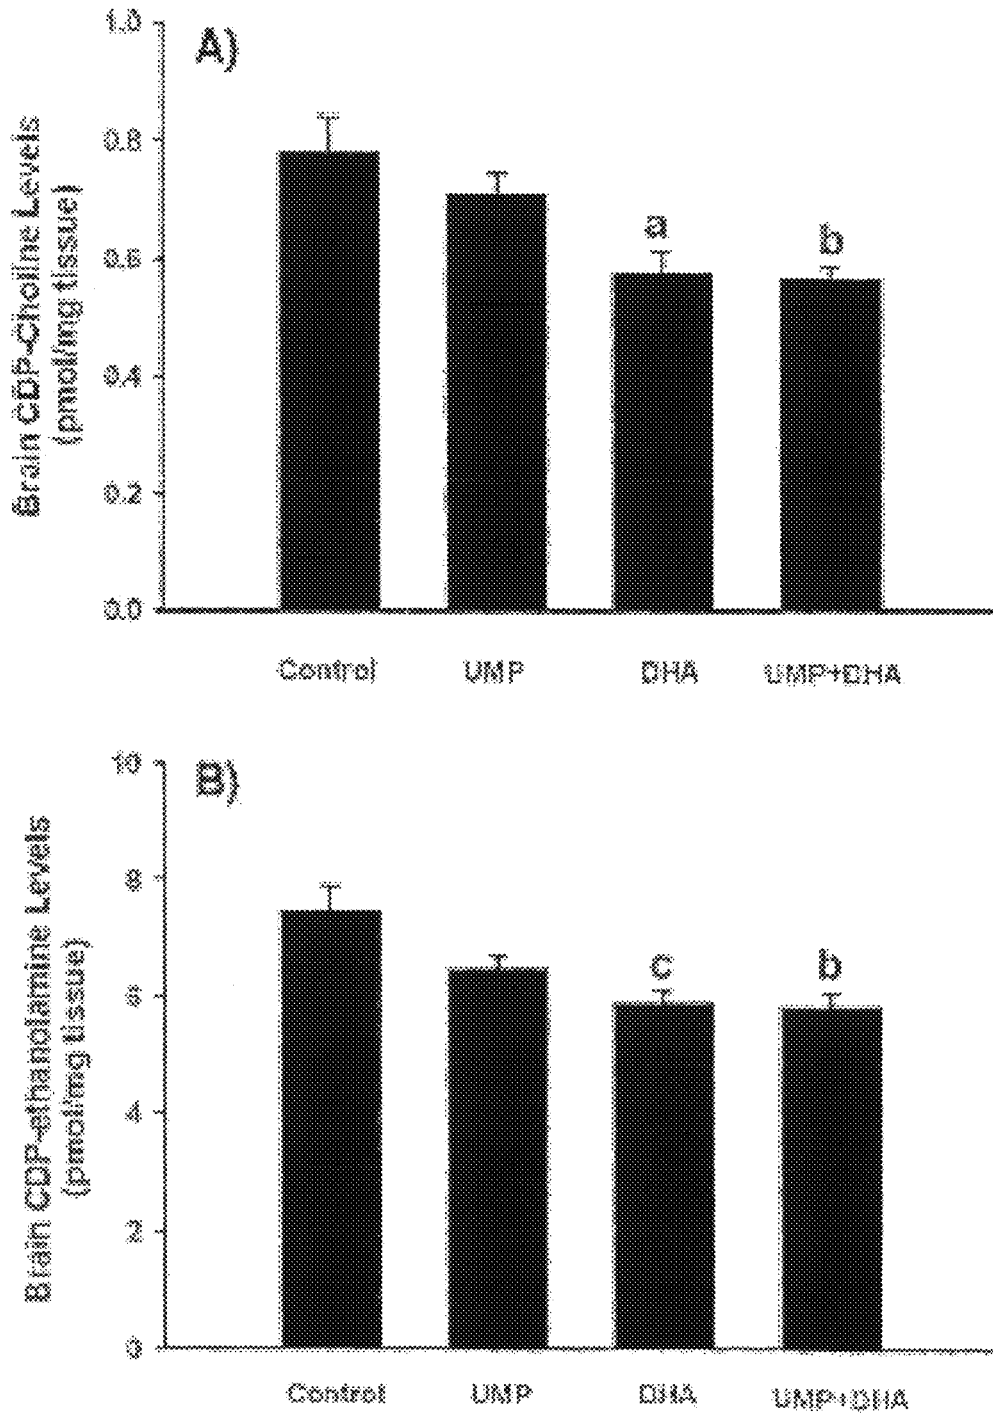 A)
Brain CDP-Choline Levels
(pmol/mg tissue)
1.0
0.8
0.6
0.4
0.2
0.0
a
b
Control
UMP
DHA
UMP+DHA
B)
Brain CDP-ethanolamine Levels
(pmol/mg tissue)
10
8
6
4
2
0
c
b
Control
UMP
DHA
UMP+DHA